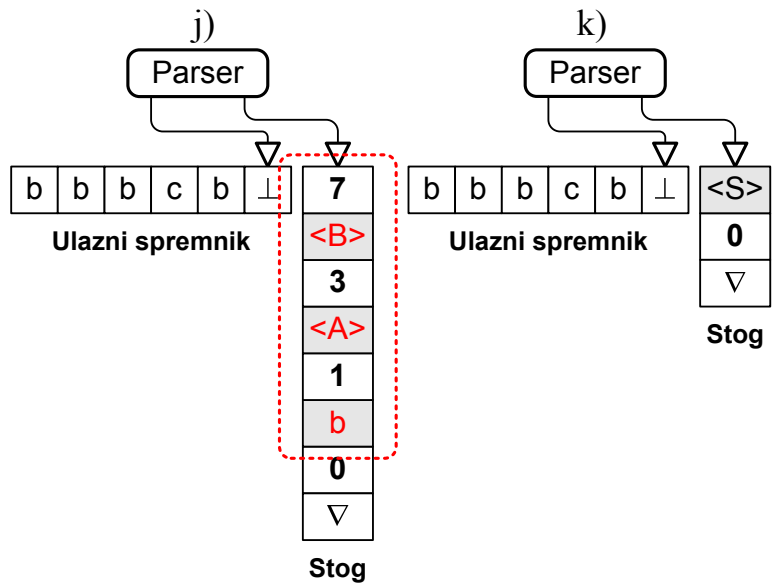 j)
Parser
b b b c b ⊥
Ulazni spremnik
7
<B>
3
<A>
1
b
0
∇
Stog
k)
Parser
b b b c b ⊥
Ulazni spremnik
<S>
0
∇
Stog